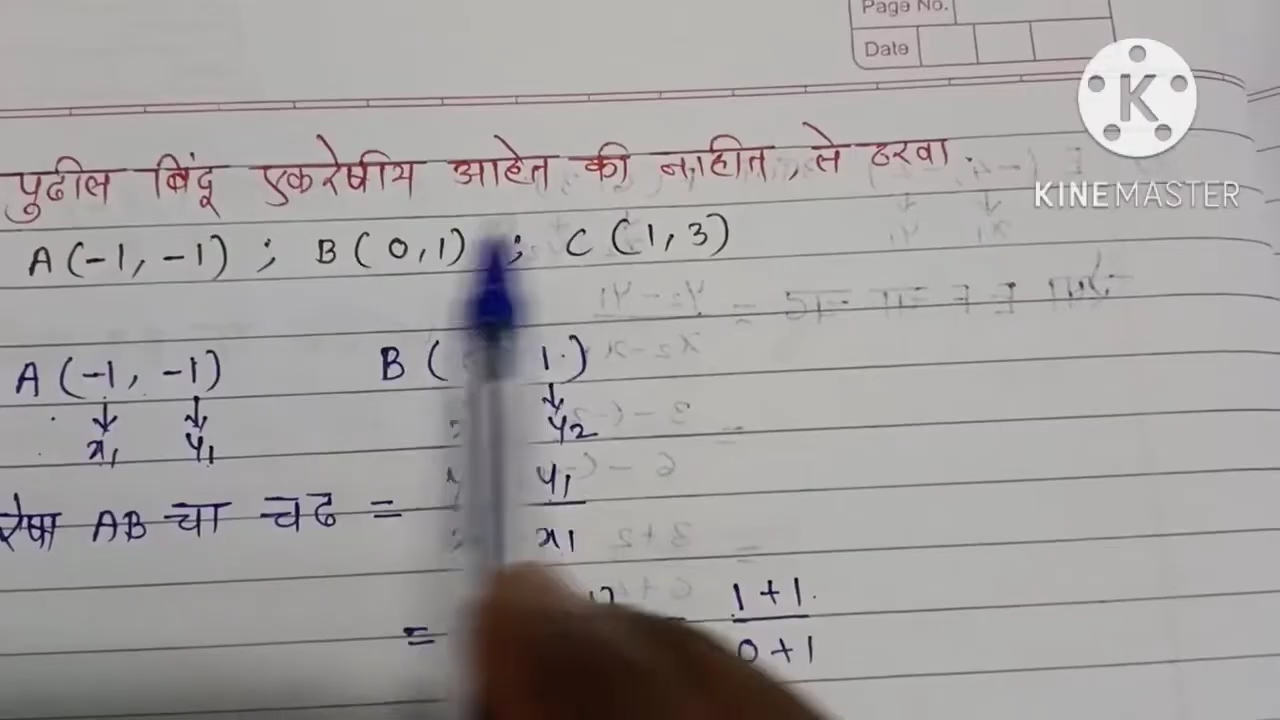 Page No.
Date
K
KINEMASTER
पुढील बिंदू एकरेषीय आहेत की नाहीत, ते ठरवा.
A(-1, -1) ; B(0,1) ; C(1,3)
A(-1, -1) B( 1 )
↓ ↓ ↓
x₁ y₁ y₂
रेषा AB चा चढ = y₁
x₁
= 1+1
0+1